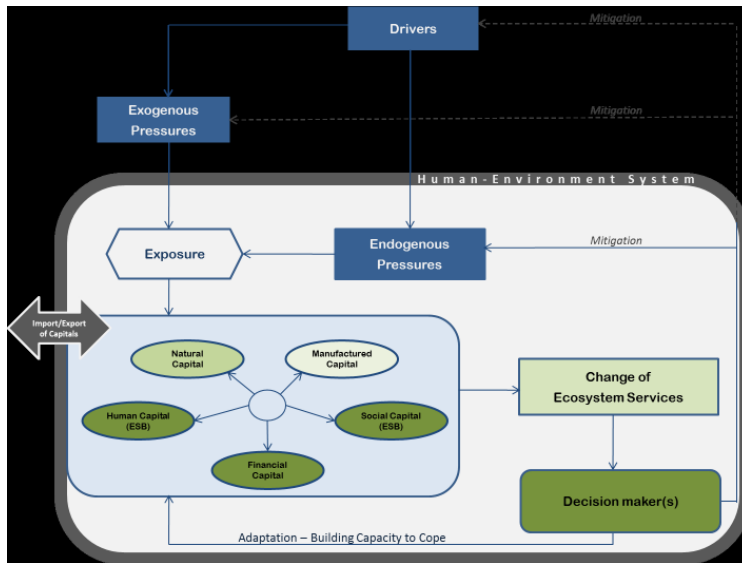 Mitigation
Drivers
Exogenous
Pressures
Mitigation
Human-Environment System
Exposure
Endogenous
Pressures
Mitigation
Import/Export
of Capitals
Natural
Capital
Manufactured
Capital
Human Capital
(ESB)
Social Capital
(ESB)
Financial
Capital
Change of
Ecosystem Services
Decision maker(s)
Adaptation – Building Capacity to Cope